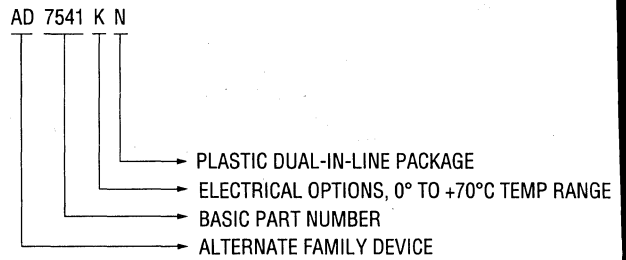 AD 7541 K N
PLASTIC DUAL-IN-LINE PACKAGE
ELECTRICAL OPTIONS, 0° TO +70°C TEMP RANGE
BASIC PART NUMBER
ALTERNATE FAMILY DEVICE